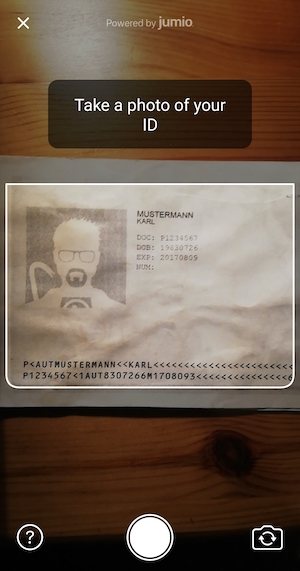 Powered by jumio
Take a photo of your
ID
MUSTERMANN
KARL
DOC: P1234567
DOB: 19830726
EXP: 20170809
NUM:
P<AUTMUSTERMANN<<KARL<<<<<<<<<<<<<<<<<<<<<
P1234567<1AUT8307266M1708093<<<<<<<<<<<<<<
?